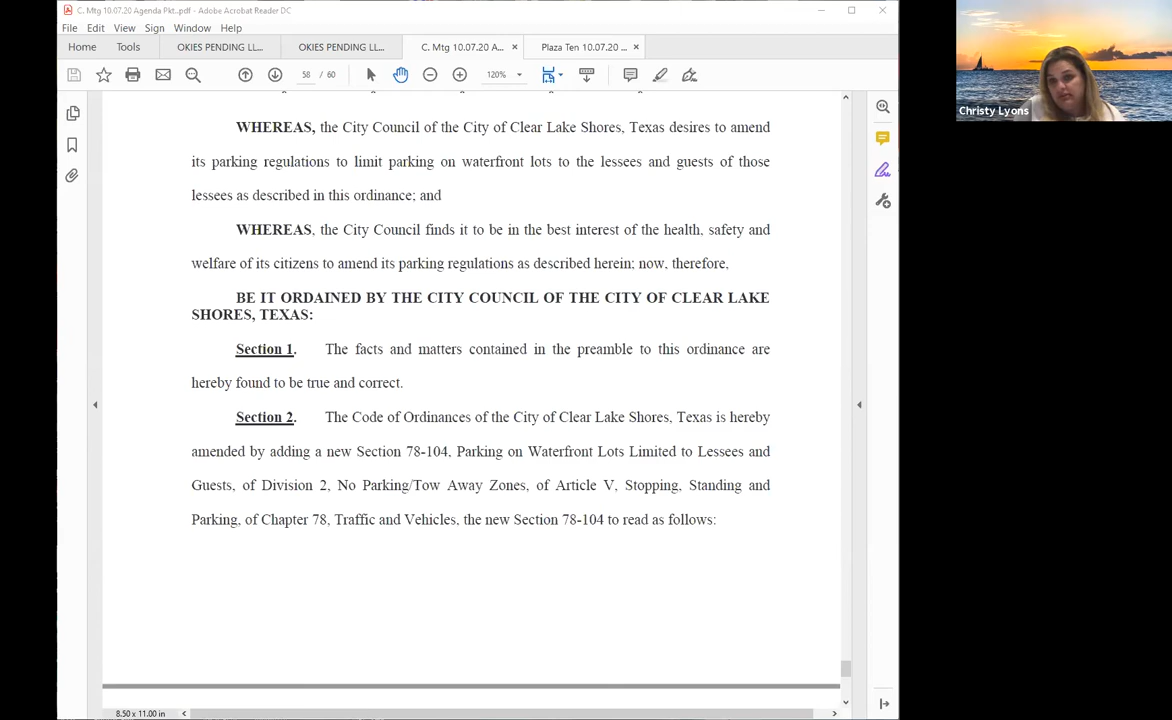 C. Mtg 10.07.20 Agenda Pkt..pdf - Adobe Acrobat Reader DC
File Edit View Sign Window Help
Home Tools OKIES PENDING LL... OKIES PENDING LL... C. Mtg 10.07.20 A... × Plaza Ten 10.07.20 ... ×
58 / 60 120%
WHEREAS, the City Council of the City of Clear Lake Shores, Texas desires to amend
its parking regulations to limit parking on waterfront lots to the lessees and guests of those
lessees as described in this ordinance; and
WHEREAS, the City Council finds it to be in the best interest of the health, safety and
welfare of its citizens to amend its parking regulations as described herein; now, therefore,
BE IT ORDAINED BY THE CITY COUNCIL OF THE CITY OF CLEAR LAKE
SHORES, TEXAS:
Section 1. The facts and matters contained in the preamble to this ordinance are
hereby found to be true and correct.
Section 2. The Code of Ordinances of the City of Clear Lake Shores, Texas is hereby
amended by adding a new Section 78-104, Parking on Waterfront Lots Limited to Lessees and
Guests, of Division 2, No Parking/Tow Away Zones, of Article V, Stopping, Standing and
Parking, of Chapter 78, Traffic and Vehicles, the new Section 78-104 to read as follows:
8.50 x 11.00 in
Christy Lyons